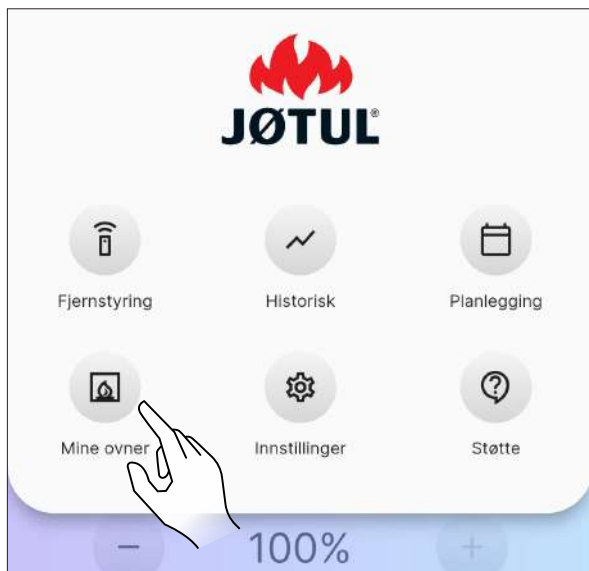 JØTUL®
Fjernstyring Historisk Planlegging
Mine ovner Innstillinger Støtte
− 100% +